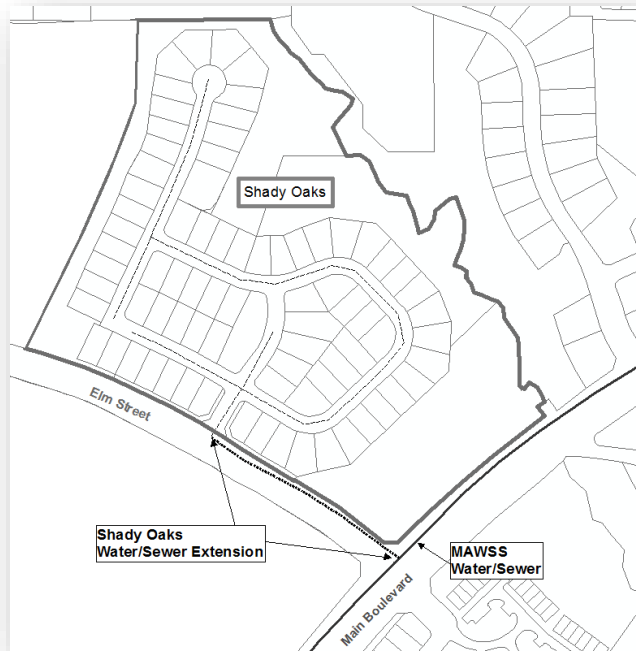 Shady Oaks
Elm Street
Shady Oaks
Water/Sewer Extension
MAWSS
Water/Sewer
Main Boulevard